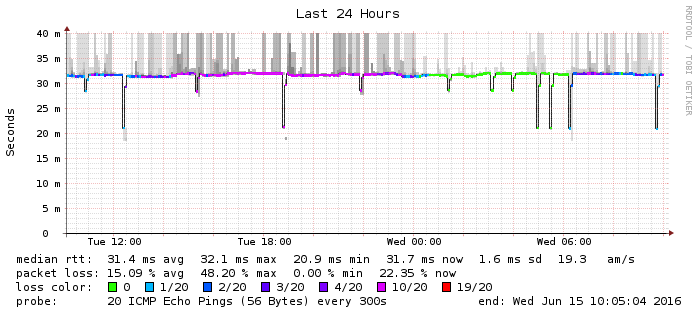 Last 24 Hours
RRDTOOL / TOBI OETIKER
Seconds
40 m
35 m
30 m
25 m
20 m
15 m
10 m
5 m
0
Tue 12:00 Tue 18:00 Wed 00:00 Wed 06:00
median rtt: 31.4 ms avg 32.1 ms max 20.9 ms min 31.7 ms now 1.6 ms sd 19.3 am/s
packet loss: 15.09 % avg 48.20 % max 0.00 % min 22.35 % now
loss color: 0 1/20 2/20 3/20 4/20 10/20 19/20
probe: 20 ICMP Echo Pings (56 Bytes) every 300s end: Wed Jun 15 10:05:04 2016